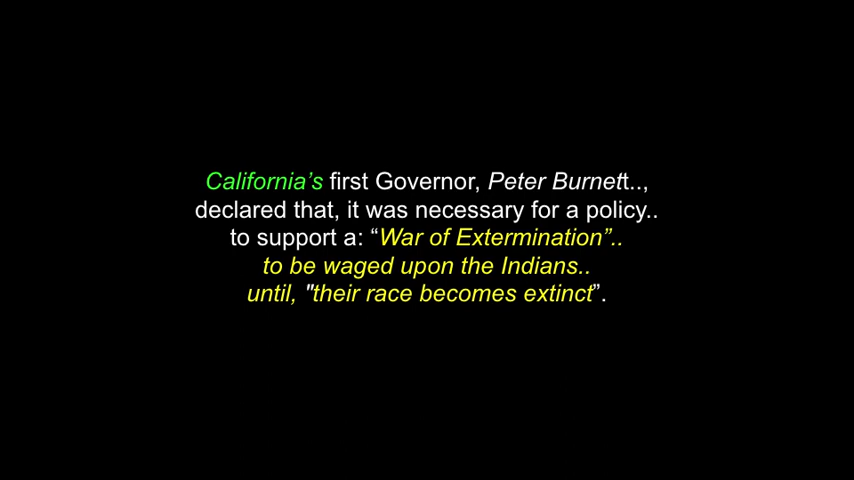 California’s first Governor, Peter Burnett..,
declared that, it was necessary for a policy..
to support a: “War of Extermination”..
to be waged upon the Indians..
until, "their race becomes extinct”.